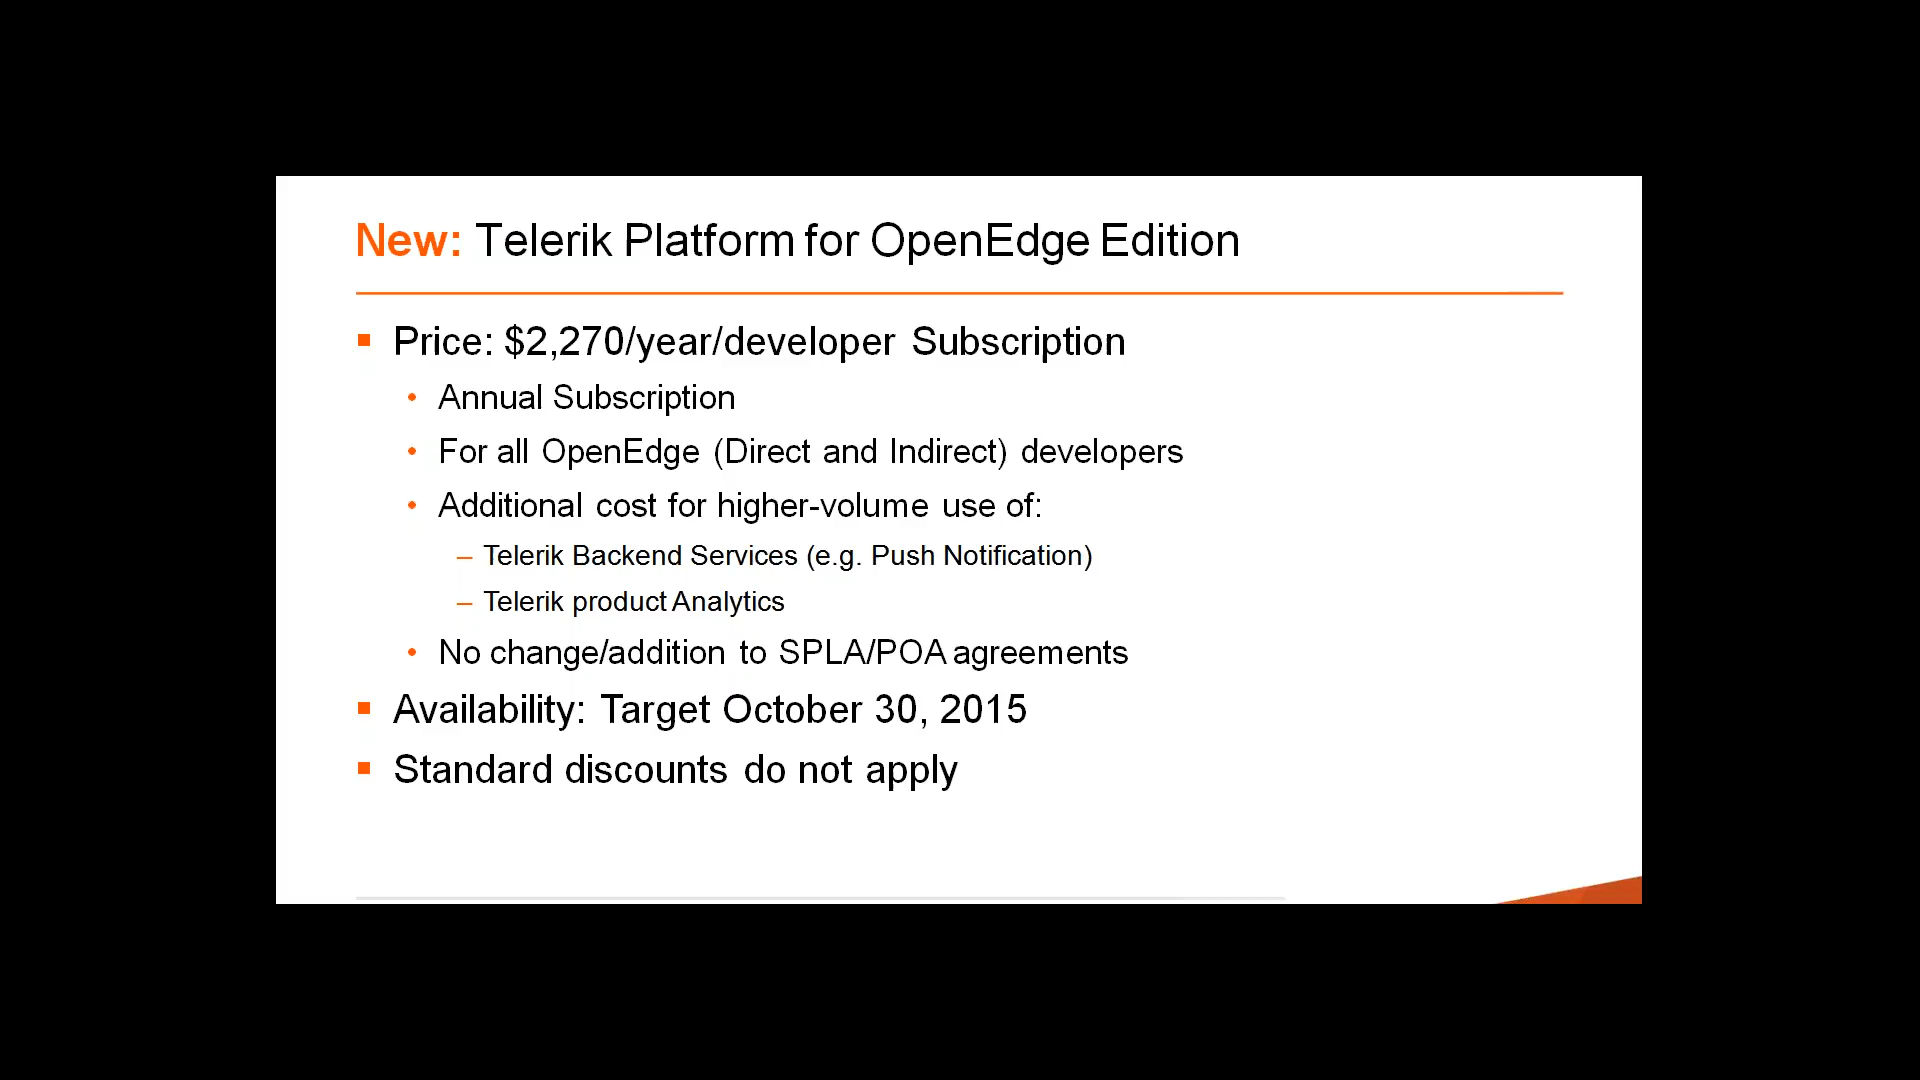 New: Telerik Platform for OpenEdge Edition
Price: $2,270/year/developer Subscription
Annual Subscription
For all OpenEdge (Direct and Indirect) developers
Additional cost for higher-volume use of:
– Telerik Backend Services (e.g. Push Notification)
– Telerik product Analytics
No change/addition to SPLA/POA agreements
Availability: Target October 30, 2015
Standard discounts do not apply